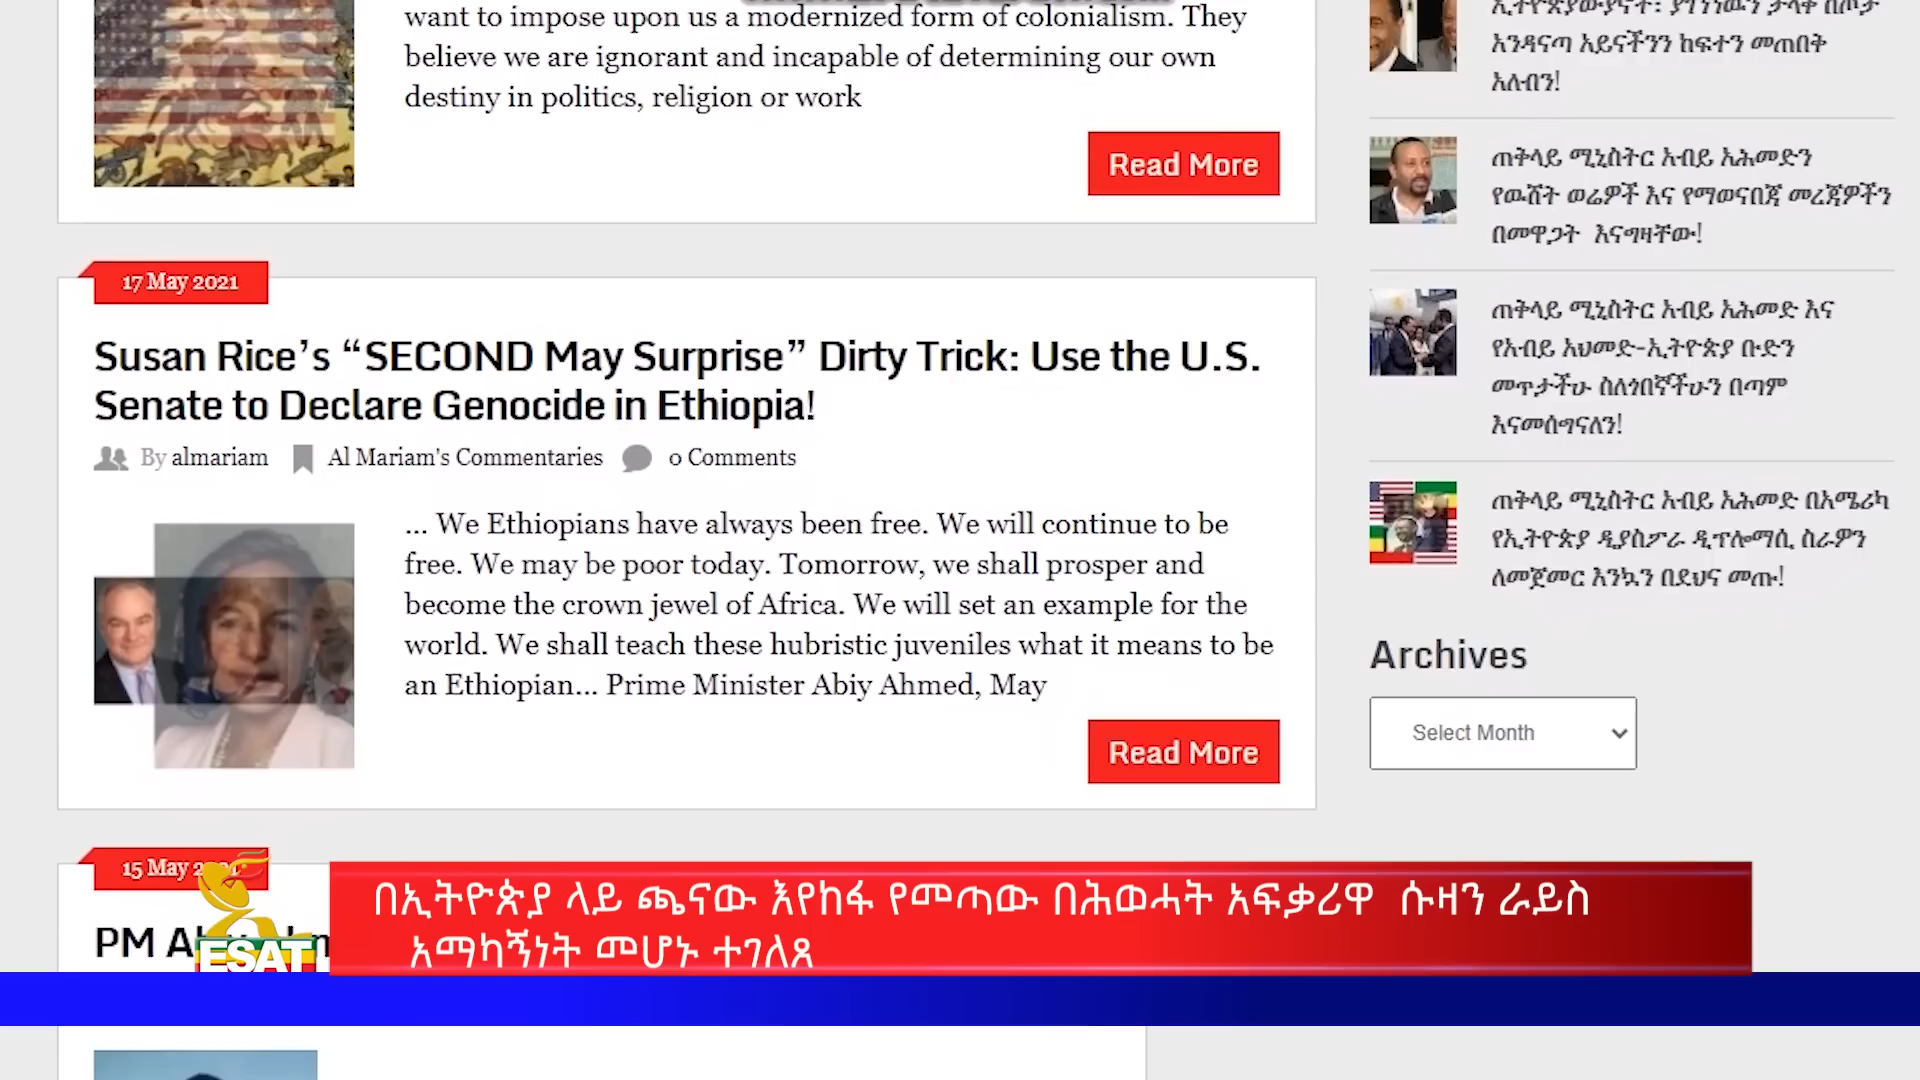 want to impose upon us a modernized form of colonialism. They
believe we are ignorant and incapable of determining our own
destiny in politics, religion or work
Read More
17 May 2021
Susan Rice's “SECOND May Surprise” Dirty Trick: Use the U.S.
Senate to Declare Genocide in Ethiopia!
By almariam Al Mariam's Commentaries 0 Comments
... We Ethiopians have always been free. We will continue to be
free. We may be poor today. Tomorrow, we shall prosper and
become the crown jewel of Africa. We will set an example for the
world. We shall teach these hubristic juveniles what it means to be
an Ethiopian... Prime Minister Abiy Ahmed, May
Read More
15 May
PM
አንዳናጣ አይናችንን ከፍተን መጠበቅ
አለብን!
ጠቅላይ ሚኒስትር አብይ አሕመድን
የዉሸት ወሬዎች እና የማወናበጃ መረጃዎችን
በመዋጋት እናግዛቸው!
ጠቅላይ ሚኒስትር አብይ አሕመድ እና
የአብይ አህመድ-ኢትዮጵያ ቡድን
መጥታችሁ ስለጎበኛችሁን በጣም
እናመሰግናለን!
ጠቅላይ ሚኒስትር አብይ አሕመድ በአሜሪካ
የኢትዮጵያ ዲያስፖራ ዲፕሎማሲ ስራዎን
ለመጀመር እንኳን በደህና መጡ!
Archives
Select Month
ESAT
በኢትዮጵያ ላይ ጫናው እየከፋ የመጣው በሕወሓት አፍቃሪዋ ሱዛን ራይስ
አማካኝነት መሆኑ ተገለጸ